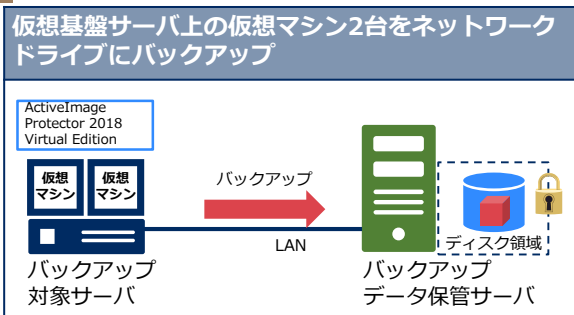 仮想基盤サーバ上の仮想マシン2台をネットワーク
ドライブにバックアップ
ActiveImage
Protector 2018
Virtual Edition
仮想
マシン
仮想
マシン
バックアップ
LAN
ディスク領域
バックアップ
対象サーバ
バックアップ
データ保管サーバ